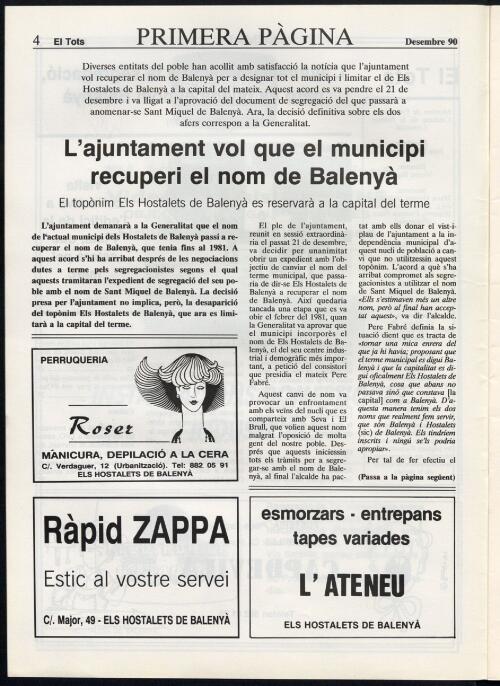 4 El Tots PRIMERA PÀGINA Desembre 90
Diverses entitats del poble han acollit amb satisfacció la notícia que l'ajuntament
vol recuperar el nom de Balenyà per a designar tot el municipi i limitar el de Els
Hostalets de Balenyà a la capital del mateix. Aquest acord es va pendre el 21 de
desembre i va lligat a l'aprovació del document de segregació del que passarà a
anomenar-se Sant Miquel de Balenyà. Ara, la decisió definitiva sobre els dos
afers correspon a la Generalitat.
L'ajuntament vol que el municipi
recuperi el nom de Balenyà
El topònim Els Hostalets de Balenyà es reservarà a la capital del terme
L'ajuntament demanarà a la Generalitat que el nom
de l'actual municipi dels Hostalets de Balenyà passi a re-
cuperar el nom de Balenyà, que tenia fins al 1981. A
aquest acord s'hi ha arribat després de les negociacions
dutes a terme pels segregacionistes segons el qual
aquests tramitaran l'expedient de segregació del seu po-
ble amb el nom de Sant Miquel de Balenyà. La decisió
presa per l'ajuntament no implica, però, la desaparició
del topònim Els Hostalets de Balenyà, que ara es limi-
tarà a la capital del terme.
El ple de l'ajuntament,
reunit en sessió extraordinà-
ria el passat 21 de desembre,
va decidir per unanimitat
obrir un expedient amb l'ob-
jectiu de canviar el nom del
terme municipal, que passa-
ria de dir-se Els Hostalets de
Balenyà a recuperar el nom
de Balenyà. Així quedaria
tancada una etapa que es va
obrir el febrer del 1981, quan
la Generalitat va aprovar que
el municipi incorporés el
nom de Els Hostalets de Ba-
lenyà, el del seu centre indus-
trial i demogràfic més impor-
tant, a petició del consistori
que presidia el mateix Pere
Fabré.
Aquest canvi de nom va
provocar un enfrontament
amb els veïns del nucli que es
comparteix amb Seva i El
Brull, que volien aquest nom
malgrat l'oposició de molta
gent del nostre poble. Des-
prés que aquests iniciessin
tots els tràmits per a segre-
gar-se amb el nom de Bale-
nyà, al final l'alcalde ha pac-
tat amb ells donar el vist-i-
plau de l'ajuntament a la in-
dependència municipal d'a-
quest nucli de població a can-
vi que no utilitzessin aquest
topònim. L'acord a que s'ha
arribat compromet als segre-
gacionistes a utilitzar el nom
de Sant Miquel de Balenyà.
«Ells s'estimaven més un altre
nom, però al final han accep-
tat aquest», va dir l'alcalde.
Pere Fabré definia la si-
tuació dient que es tracta de
«tornar una mica enrera del
que ja hi havia; proposant que
el terme municipal es digui Ba-
lenyà i que la capitalitat es di-
gui oficialment Els Hostalets de
Balenyà, cosa que abans no
passava sinó que constava [la
capital] com a Balenyà. D'a-
questa manera tenim els dos
noms que realment fem servir,
que són Balenyà i Hostalets
(sic) de Balenyà. Els tindríem
inscrits i ningú se'ls podria
apropiar».
Per tal de fer efectiu el
(Passa a la pàgina següent)
PERRUQUERIA
Roser
MANICURA, DEPILACIÓ A LA CERA
C/. Verdaguer, 12 (Urbanització). Tel: 882 05 91
ELS HOSTALETS DE BALENYÀ
Ràpid ZAPPA
Estic al vostre servei
C/. Major, 49 - ELS HOSTALETS DE BALENYÀ
esmorzars - entrepans
tapes variades
L'ATENEU
ELS HOSTALETS DE BALENYÀ